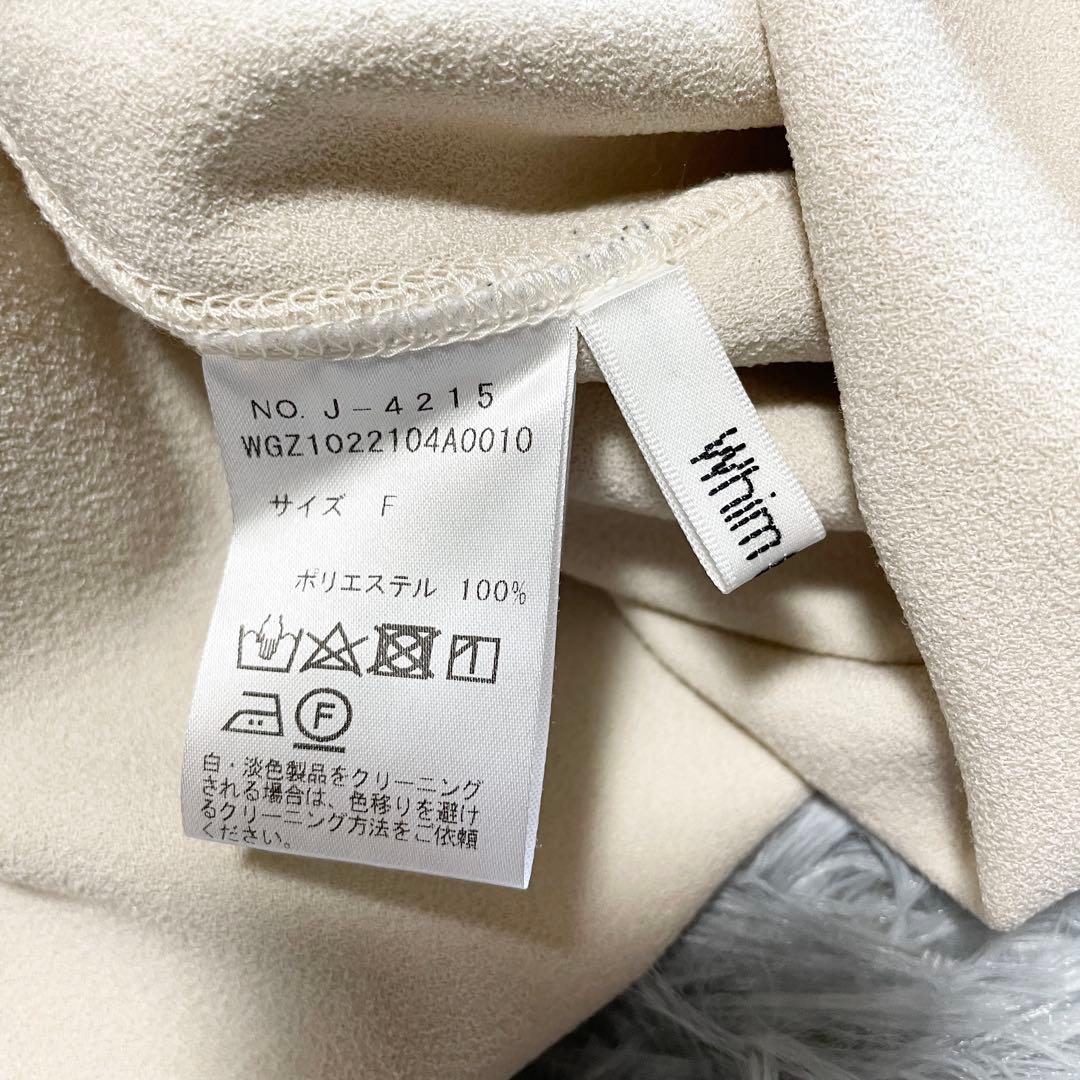 NO. J-4215
WGZ1022104A0010
サイズ F
ポリエステル 100%
F
白・淡色製品をクリーニング
される場合は、色移りを避け
るクリーニング方法をご依頼
ください。
Whim